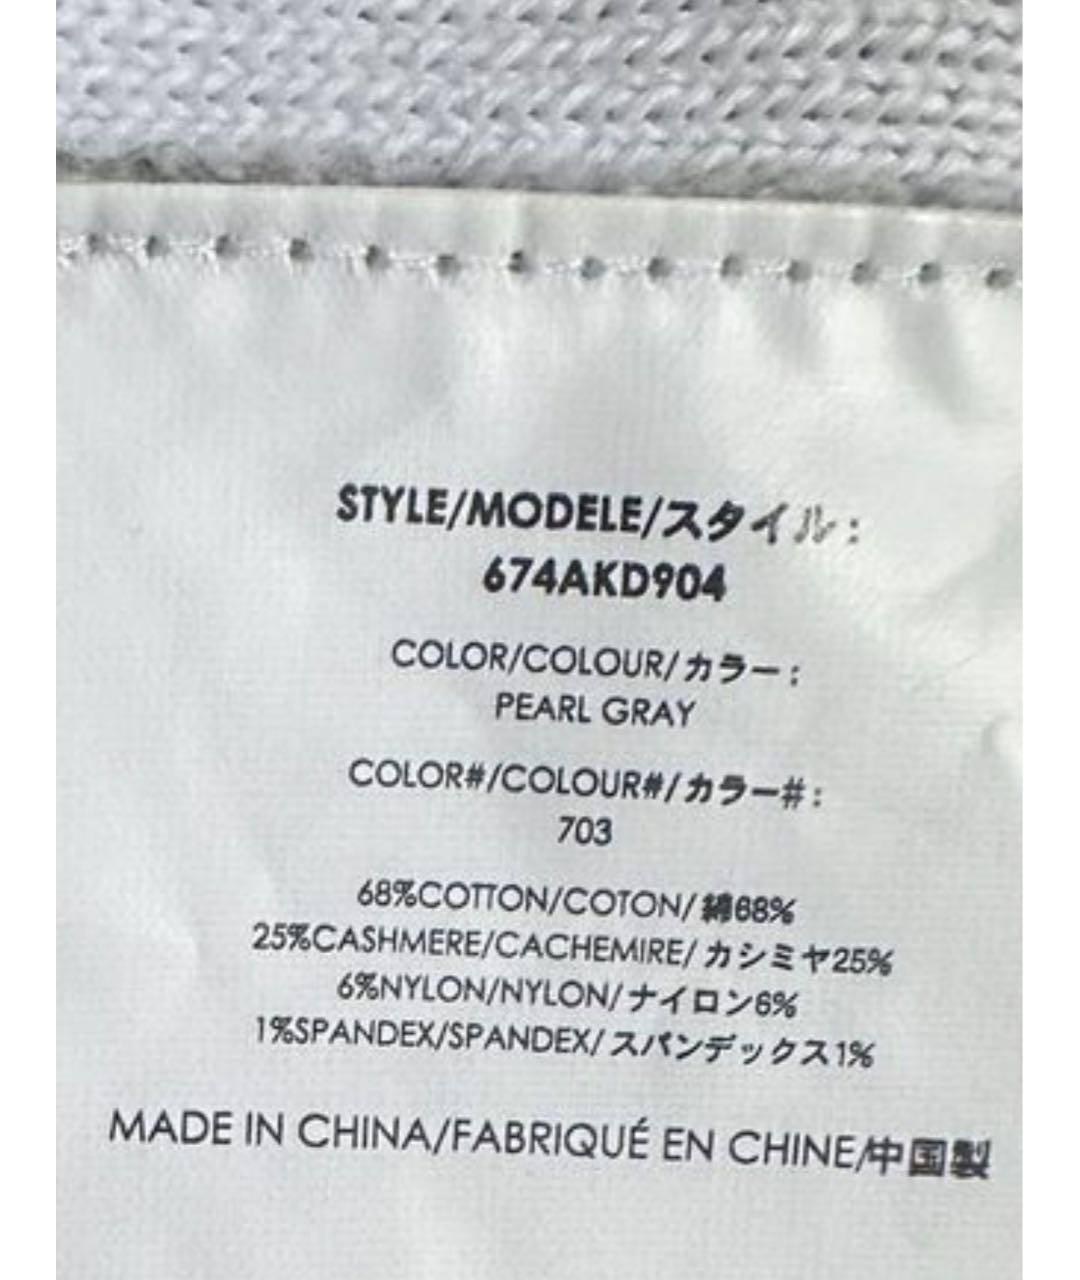 STYLE/MODELE/スタイル:
674AKD904
COLOR/COLOUR/カラー:
PEARL GRAY
COLOR#/COLOUR#/カラー#:
703
68%COTTON/COTON/綿68%
25%CASHMERE/CACHEMIRE/カシミヤ25%
6%NYLON/NYLON/ナイロン6%
1%SPANDEX/SPANDEX/スパンデックス1%
MADE IN CHINA/FABRIQUÉ EN CHINE/中国製